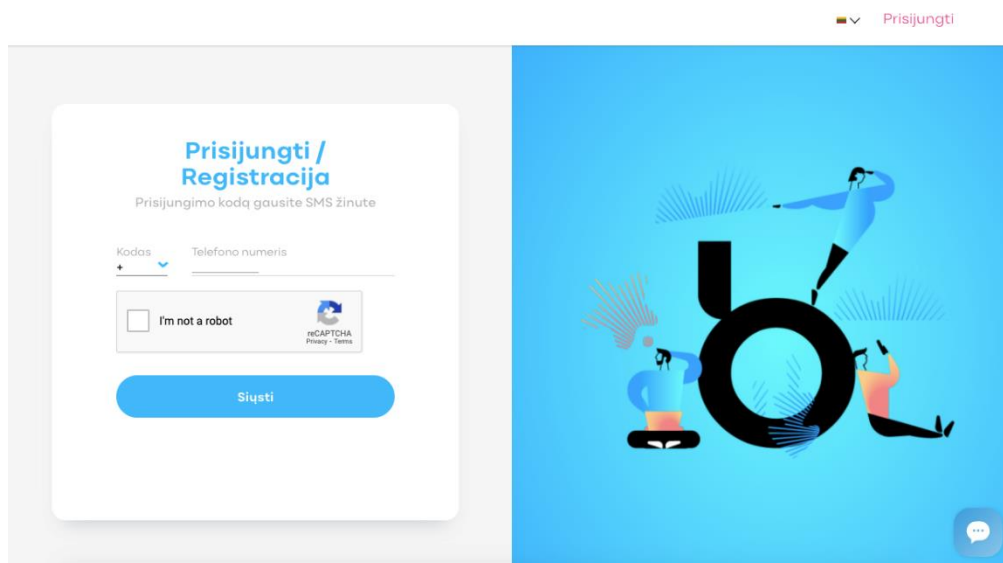 Prisijungti
Prisijungti /
Registracija
Prisijungimo kodą gausite SMS žinute
Kodas
Telefono numeris
+
I'm not a robot
reCAPTCHA
Privacy - Terms
Siųsti